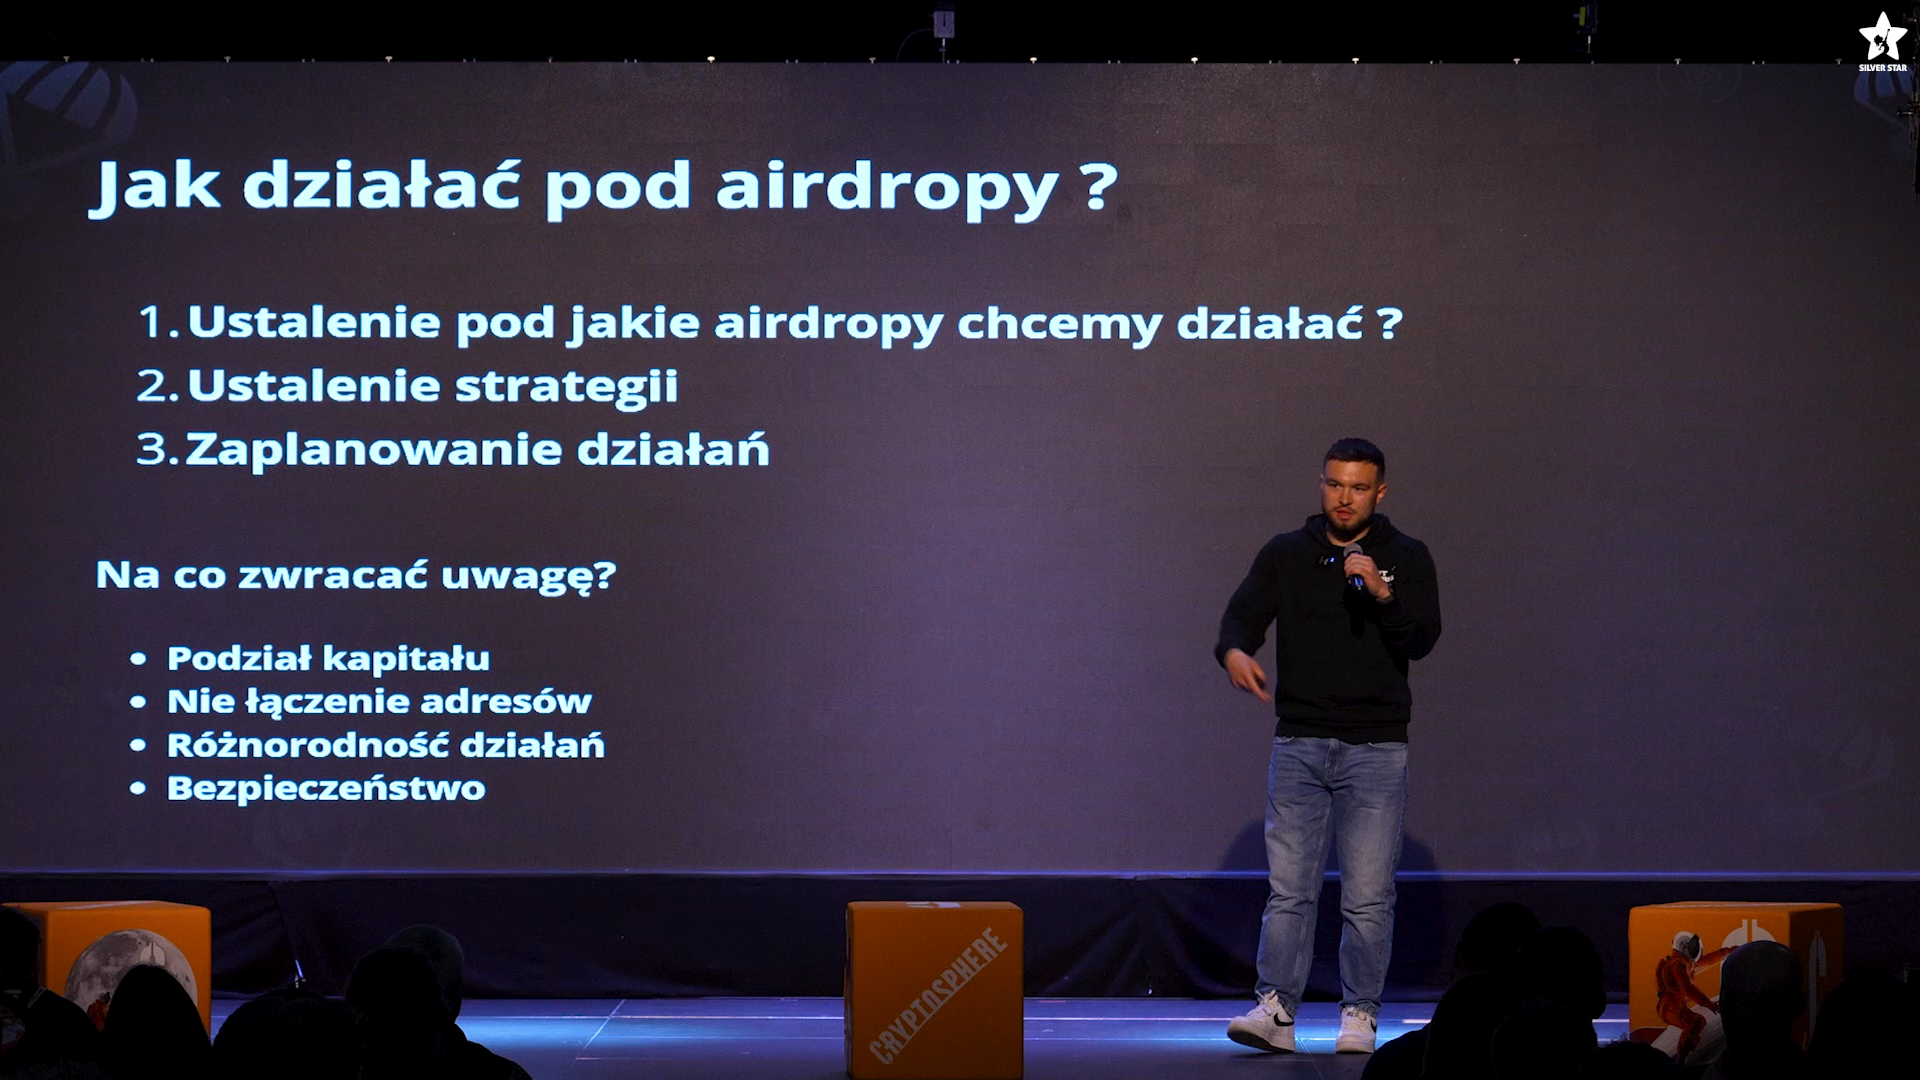 SILVER STAR
Jak działać pod airdropy ?
1. Ustalenie pod jakie airdropy chcemy działać ?
2. Ustalenie strategii
3. Zaplanowanie działań
Na co zwracać uwagę?
• Podział kapitału
• Nie łączenie adresów
• Różnorodność działań
• Bezpieczeństwo
CRYPTOSPHERE